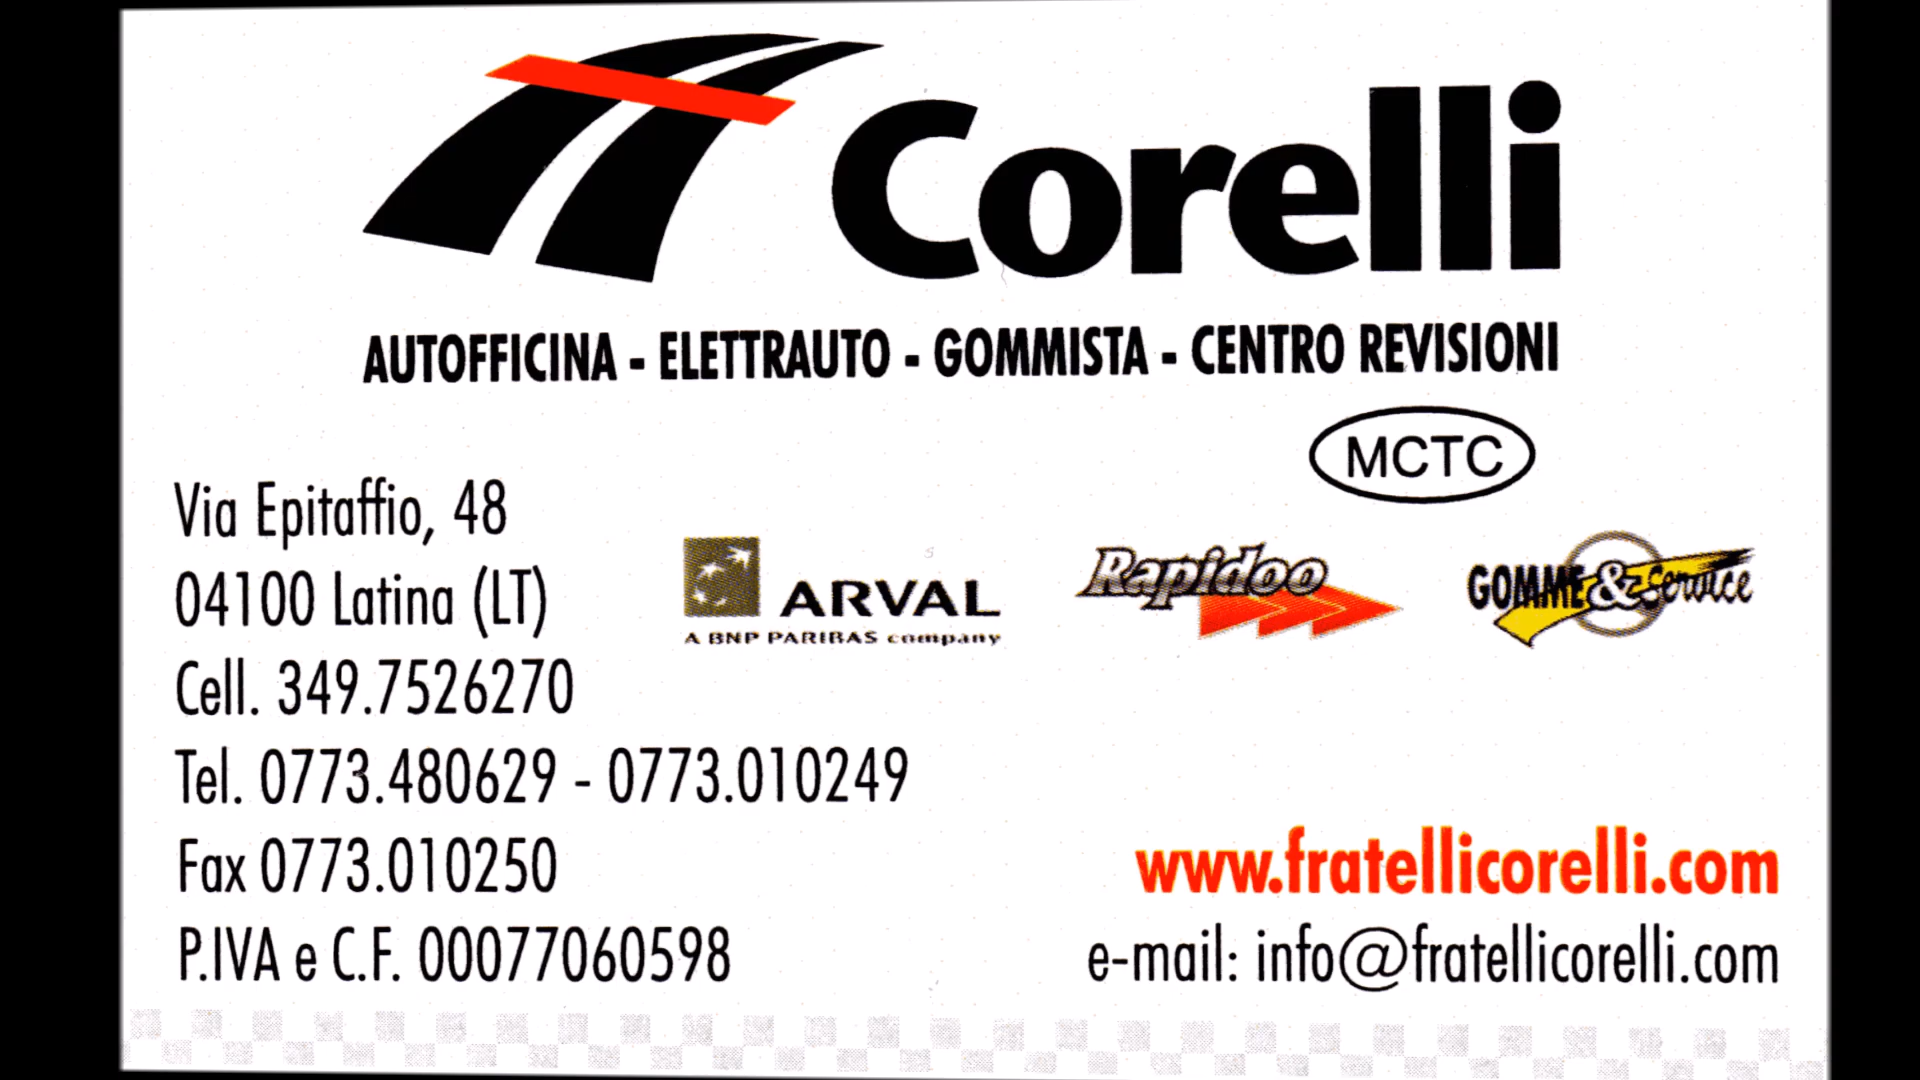 Corelli
AUTOFFICINA - ELETTRAUTO - GOMMISTA - CENTRO REVISIONI
MCTC
Via Epitaffio, 48
04100 Latina (LT)
Cell. 349.7526270
Tel. 0773.480629 - 0773.010249
Fax 0773.010250
P.IVA e C.F. 00077060598
ARVAL
A BNP PARIBAS company
Rapidoo
GOMME & Service
www.fratellicorelli.com
e-mail: info@fratellicorelli.com